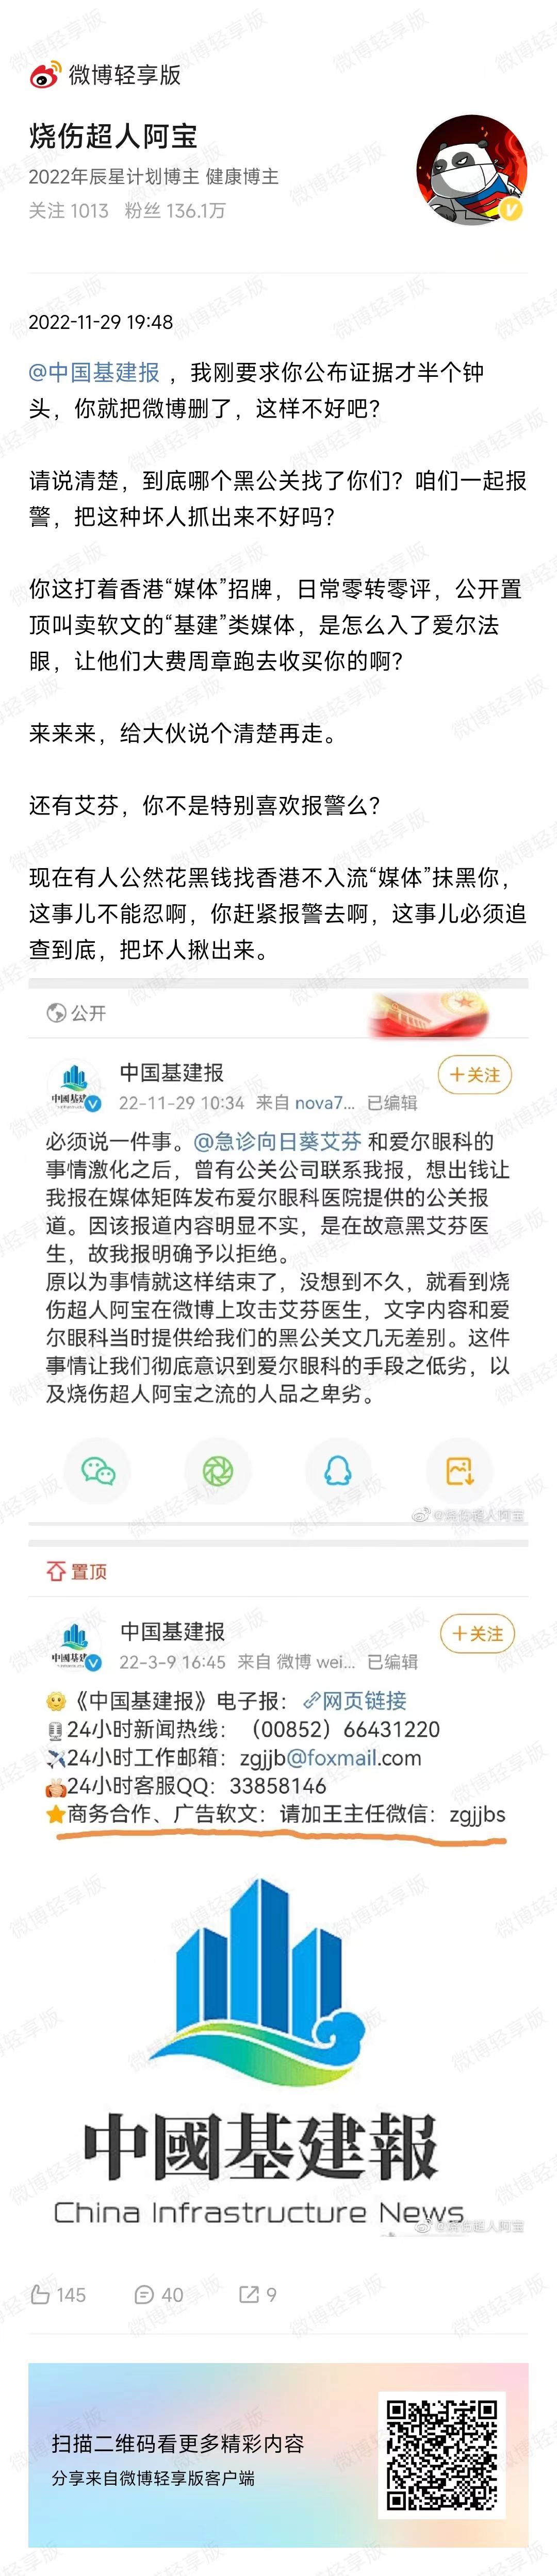 微博轻享版
烧伤超人阿宝
2022年辰星计划博主 健康博主
关注 1013 粉丝 136.1万
2022-11-29 19:48
@中国基建报 ，我刚要求你公布证据才半个钟
头，你就把微博删了，这样不好吧？
请说清楚，到底哪个黑公关找了你们？咱们一起报
警，把这种坏人抓出来不好吗？
你这打着香港“媒体”招牌，日常零转零评，公开置
顶叫卖软文的“基建”类媒体，是怎么入了爱尔法
眼，让他们大费周章跑去收买你的啊？
来来来，给大伙说个清楚再走。
还有艾芬，你不是特别喜欢报警么？
现在有人公然花黑钱找香港不入流“媒体”抹黑你，
这事儿不能忍啊，你赶紧报警去啊，这事儿必须追
查到底，把坏人揪出来。
公开
中国基建报
+关注
22-11-29 10:34 来自 nova7... 已编辑
必须说一件事。@急诊向日葵艾芬 和爱尔眼科的
事情激化之后，曾有公关公司联系我报，想出钱让
我报在媒体矩阵发布爱尔眼科医院提供的公关报
道。因该报道内容明显不实，是在故意黑艾芬医
生，故我报明确予以拒绝。
原以为事情就这样结束了，没想到不久，就看到烧
伤超人阿宝在微博上攻击艾芬医生，文字内容和爱
尔眼科当时提供给我们的黑公关文几无差别。这件
事情让我们彻底意识到爱尔眼科的手段之低劣，以
及烧伤超人阿宝之流的人品之卑劣。
@烧伤超人阿宝
置顶
中国基建报
+关注
22-3-9 16:45 来自 微博 wei... 已编辑
《中国基建报》电子报：网页链接
24小时新闻热线：（00852）66431220
24小时工作邮箱：zgjjb@foxmail.com
24小时客服QQ：33858146
商务合作、广告软文：请加王主任微信：zgjjbs
中國基建報
China Infrastructure News
@烧伤超人阿宝
145 40 9
扫描二维码看更多精彩内容
分享来自微博轻享版客户端